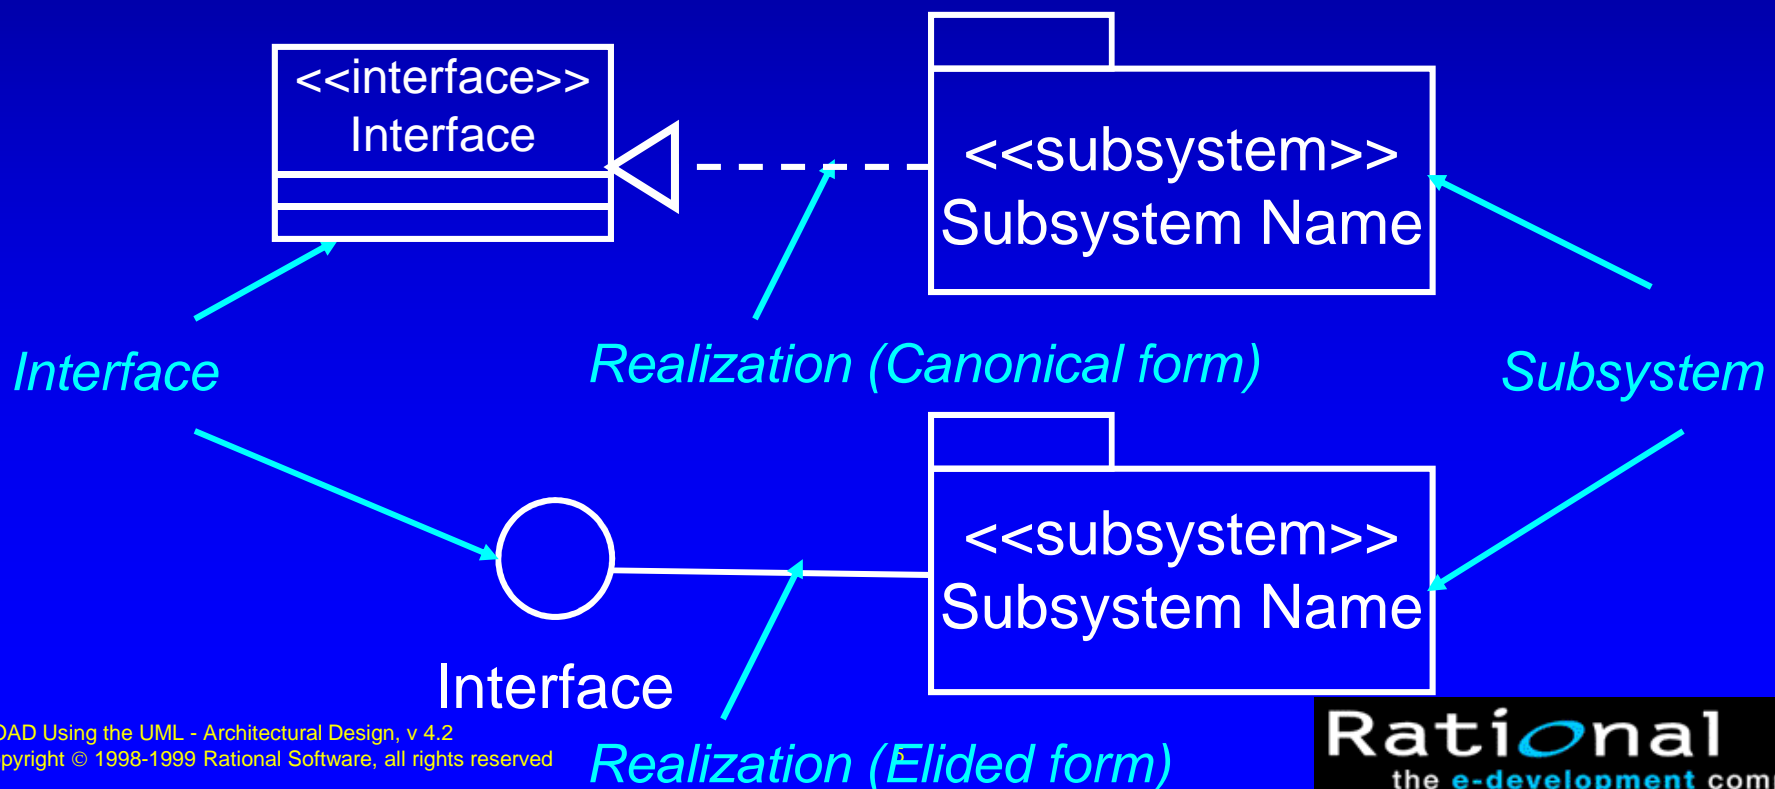 <<interface>>
Interface
<<subsystem>>
Subsystem Name
Interface
Realization (Canonical form)
Subsystem
<<subsystem>>
Subsystem Name
Interface
OAD Using the UML - Architectural Design, v 4.2
opyright © 1998-1999 Rational Software, all rights reserved
Realization (Elided form)
Rational
the e-development com